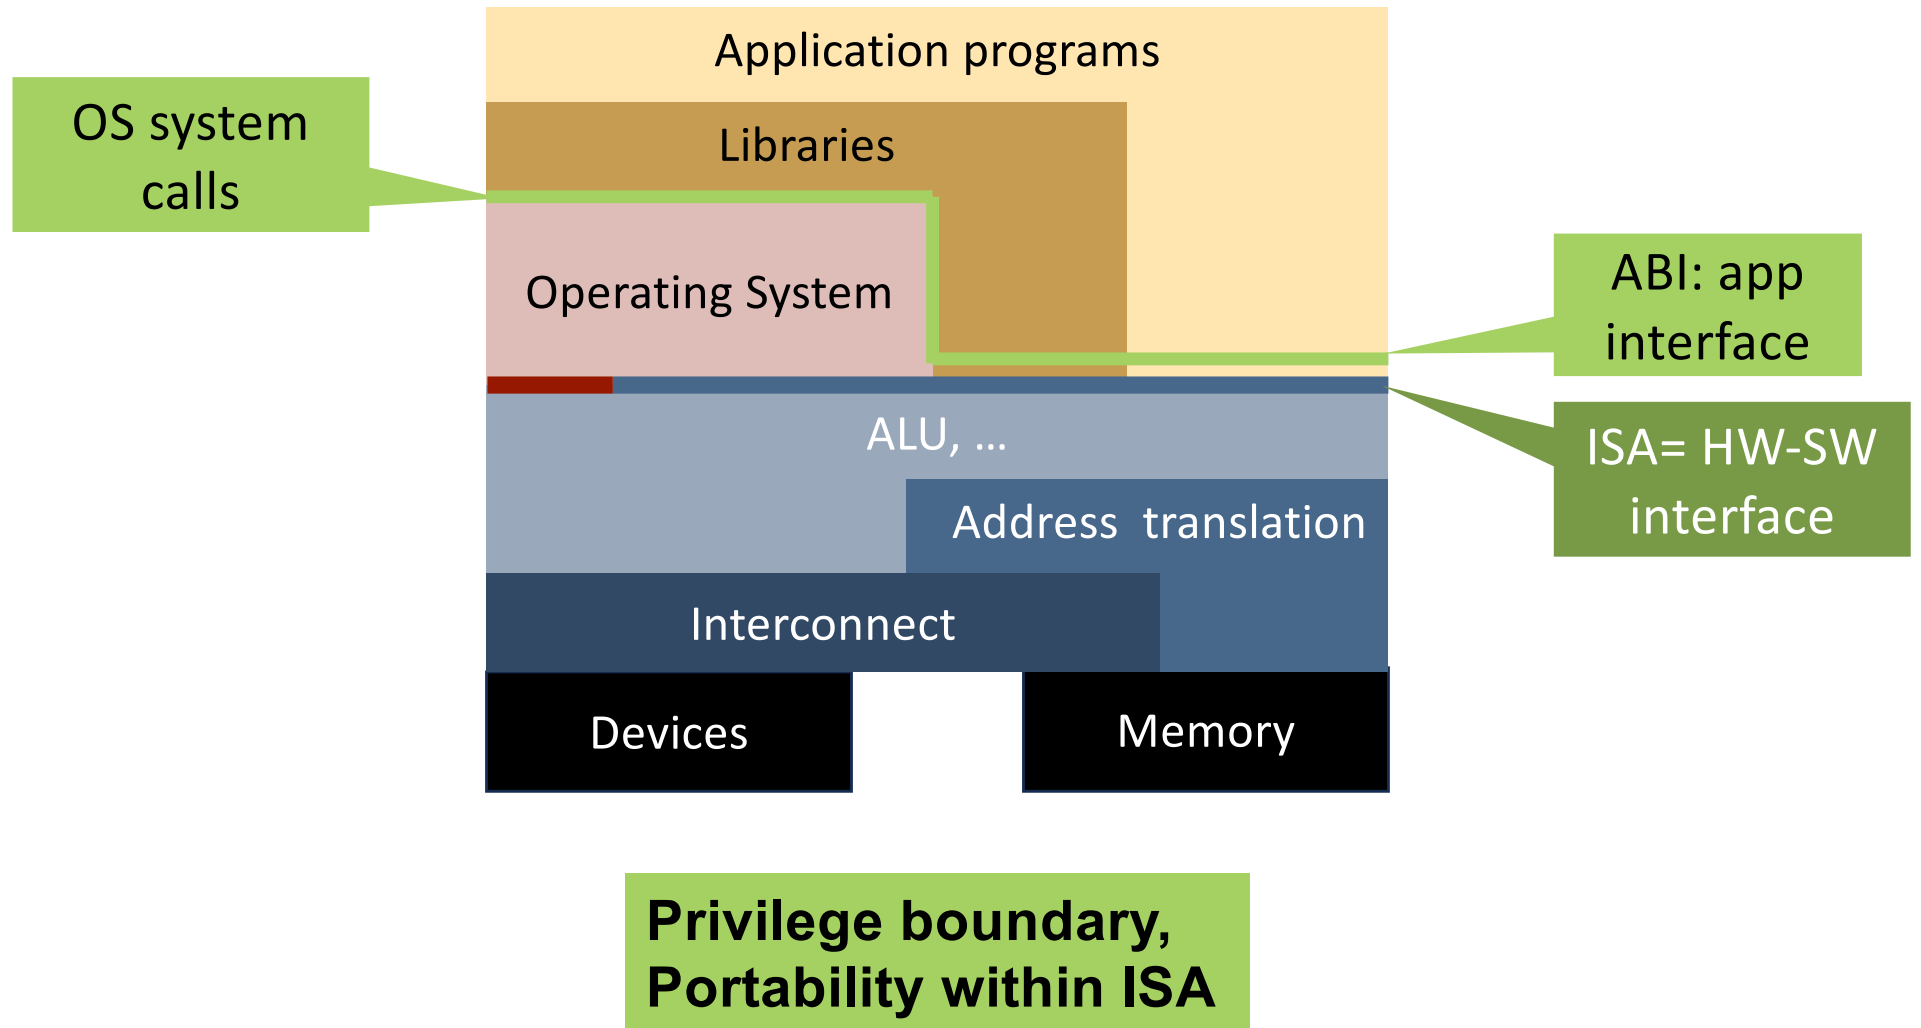 Application programs
OS system
calls
Libraries
Operating System
ABI: app
interface
ALU, …
ISA= HW-SW
interface
Address  translation
Interconnect
Devices
Memory
Privilege boundary,
Portability within ISA